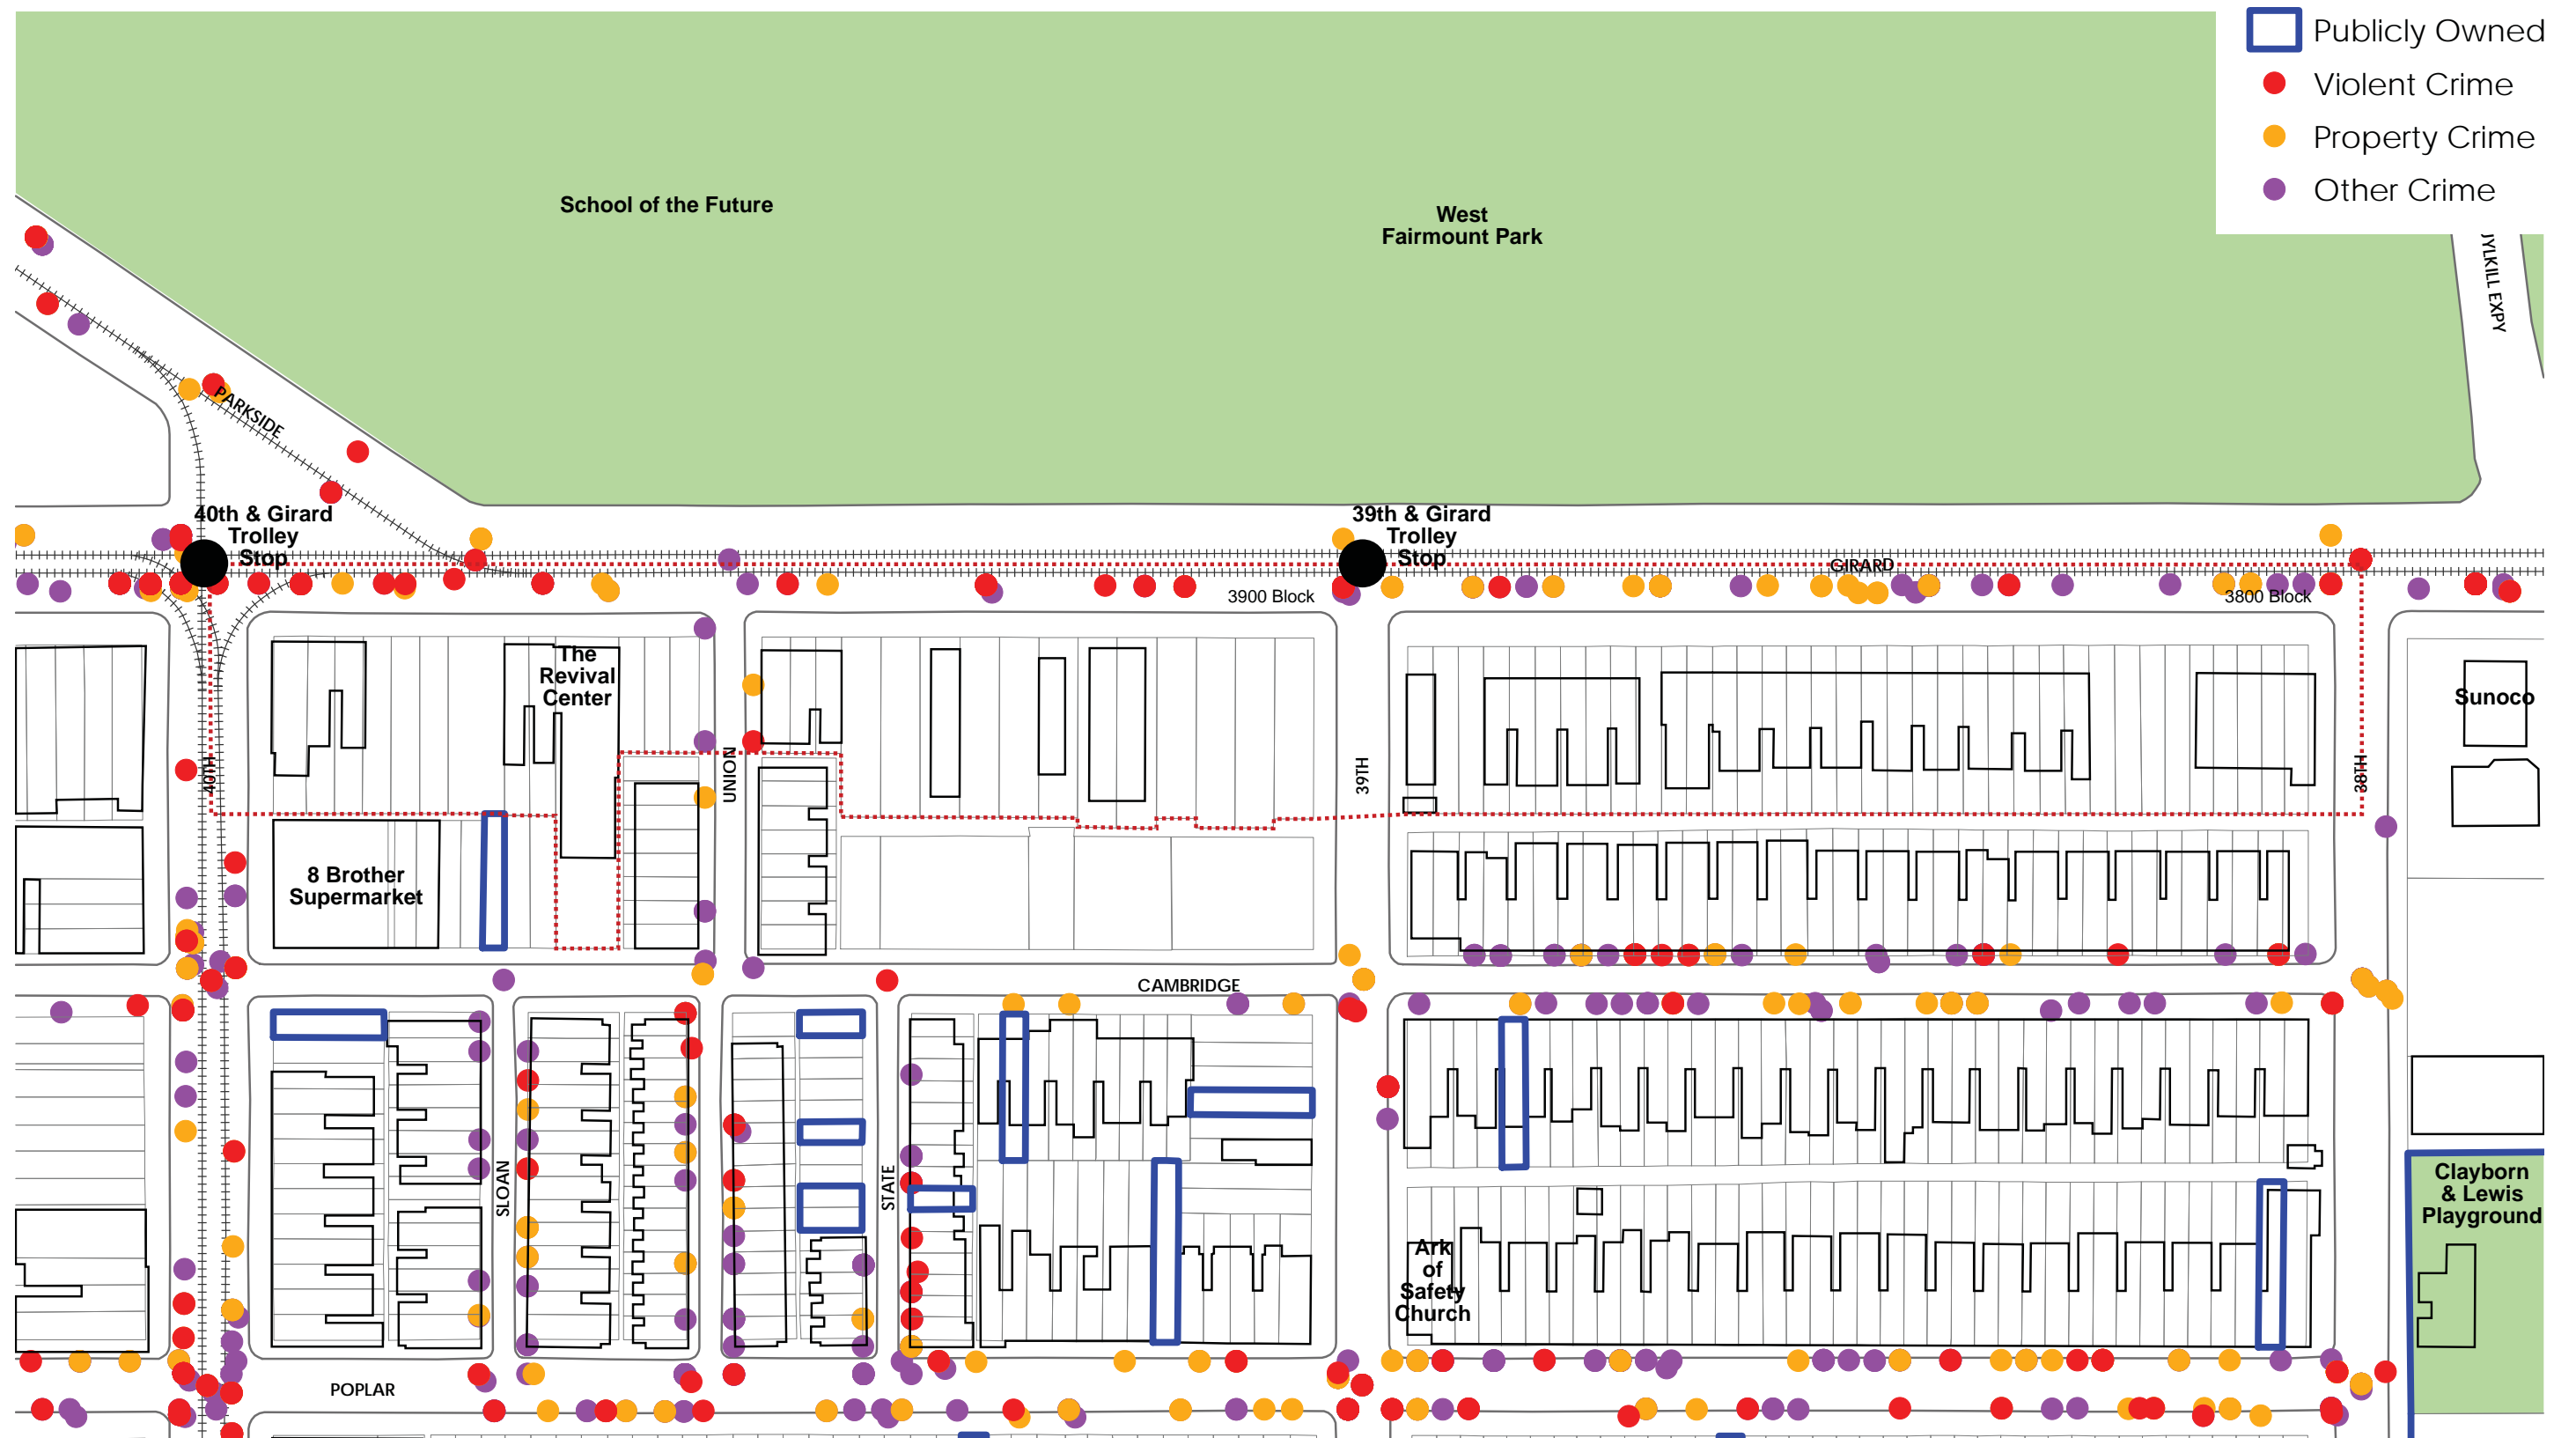 Publicly Owned
Violent Crime
Property Crime
Other Crime
School of the Future
West
Fairmount Park
JYLKILL EXPY
PARKSIDE
40th & Girard
Trolley
Stop
39th & Girard
Trolley
Stop
GIRARD
3900 Block
3800 Block
The
Revival
Center
Sunoco
40TH
UNION
39TH
38TH
8 Brother
Supermarket
CAMBRIDGE
SLOAN
STATE
Clayborn
& Lewis
Playground
Ark
of
Safety
Church
POPLAR